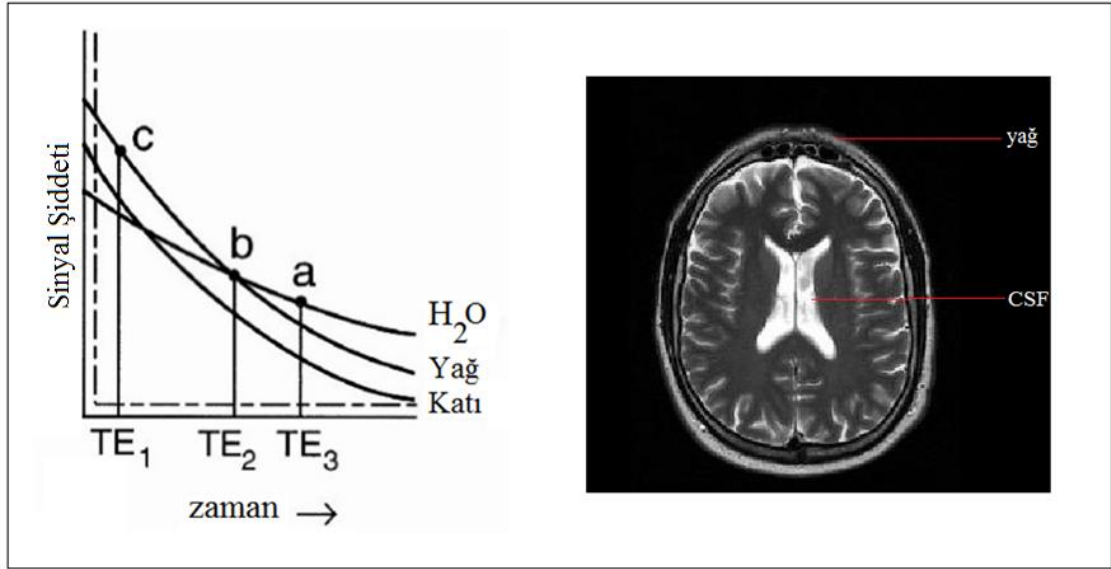 Sinyal Şiddeti
c
b
a
H₂O
Yağ
Katı
TE₁
TE₂
TE₃
zaman →
yağ
CSF